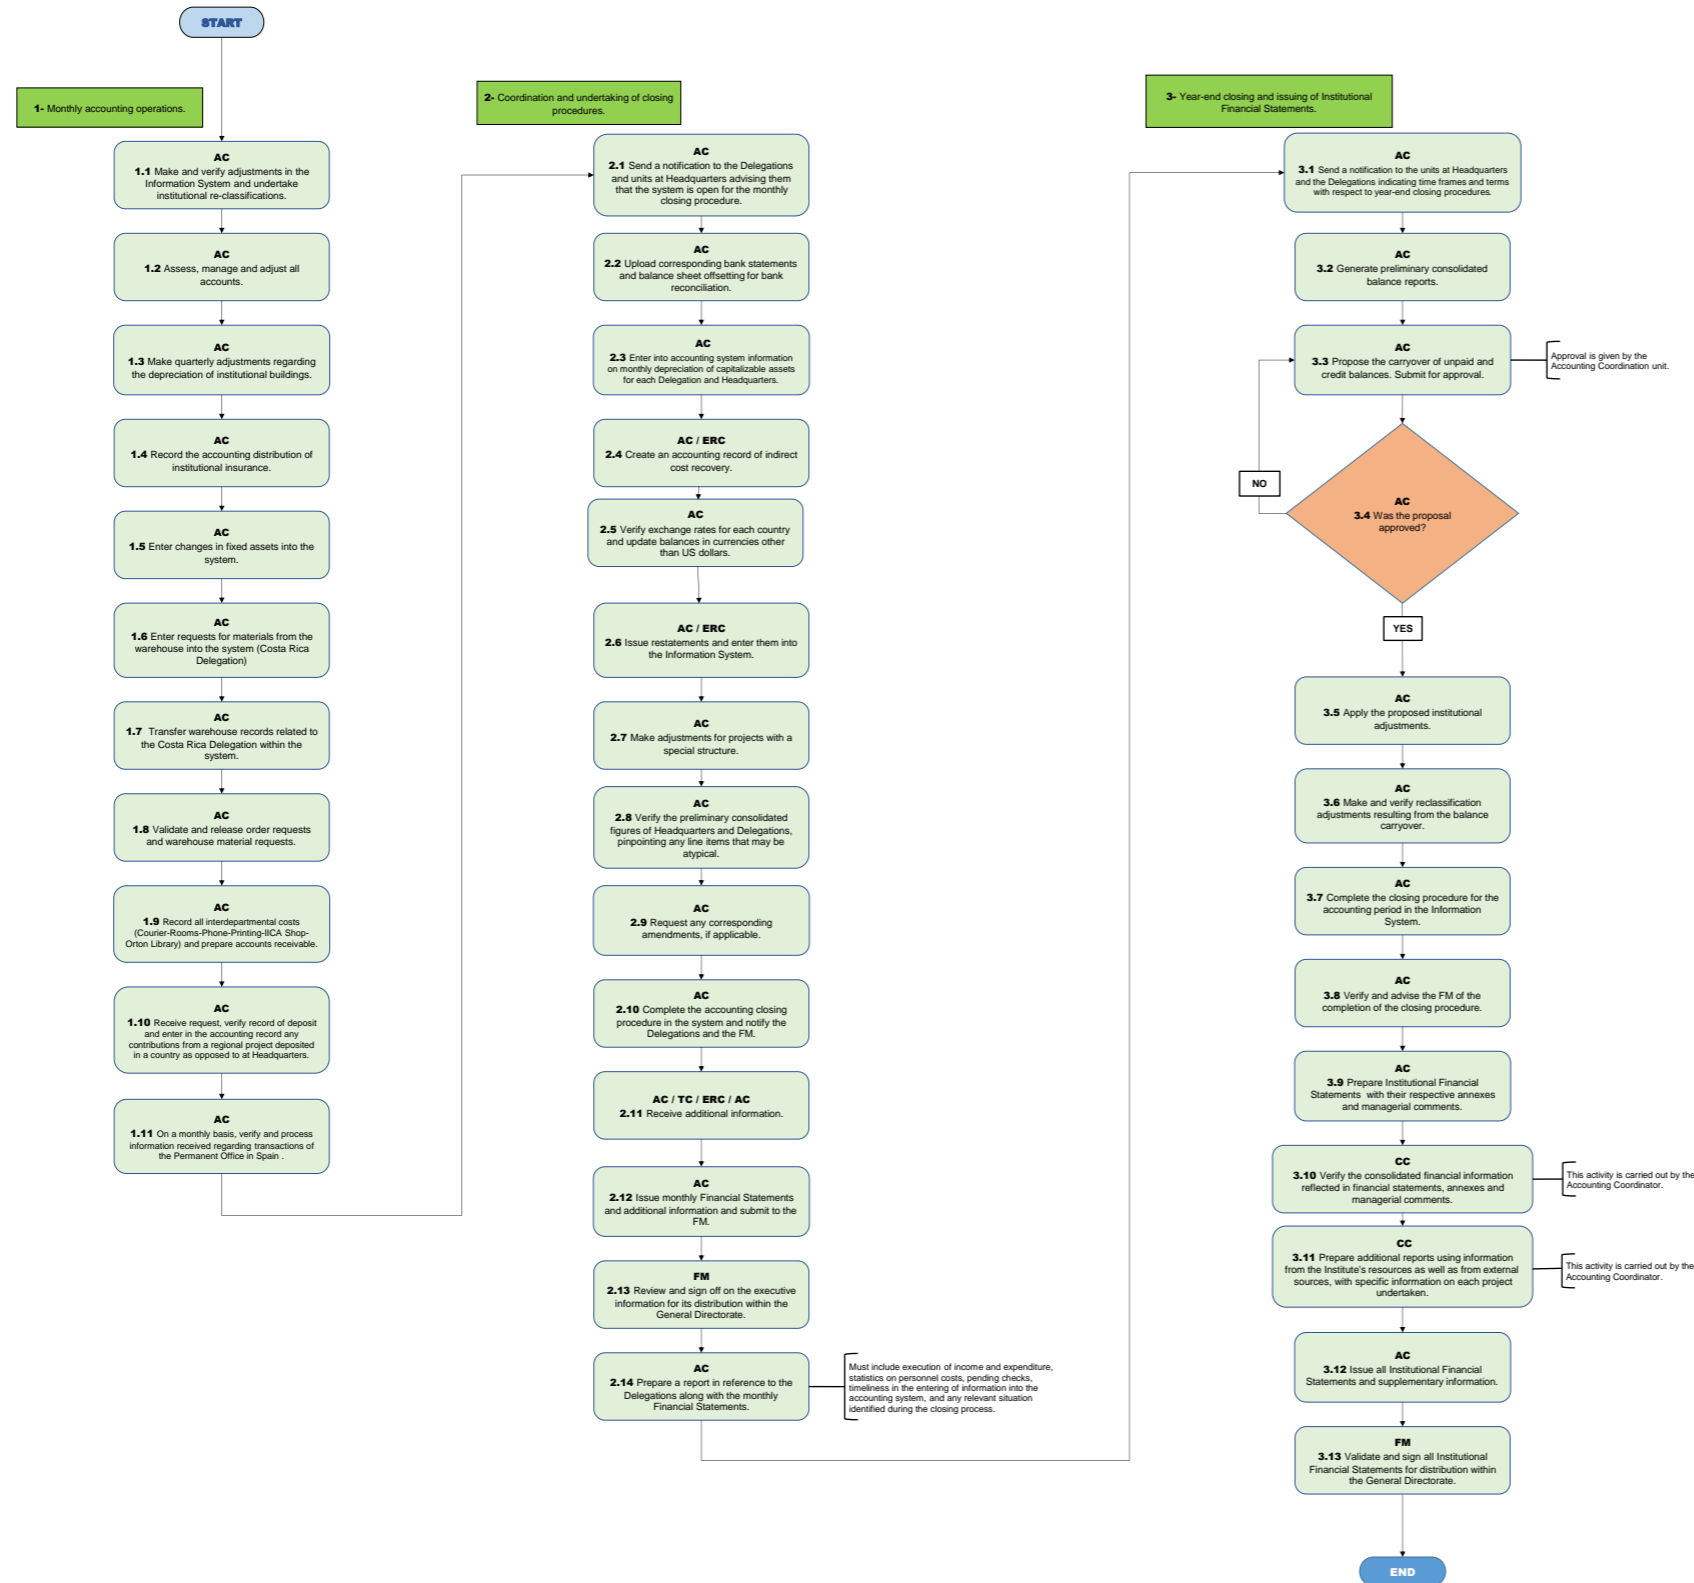 START
1- Monthly accounting operations.
AC
1.1 Make and verify adjustments in the
Information System and undertake
institutional re-classifications.
AC
1.2 Assess, manage and adjust all
accounts.
AC
1.3 Make quarterly adjustments regarding
the depreciation of institutional buildings.
AC
1.4 Record the accounting distribution of
institutional insurance.
AC
1.5 Enter changes in fixed assets into the
system.
AC
1.6 Enter requests for materials from the
warehouse into the system (Costa Rica
Delegation)
AC
1.7 Transfer warehouse records related to
the Costa Rica Delegation within the
system.
AC
1.8 Validate and release order requests
and warehouse material requests.
AC
1.9 Record all interdepartmental costs
(Courier-Rooms-Phone-Printing-IICA Shop-
Orton Library) and prepare accounts receivable.
AC
1.10 Receive request, verify record of deposit
and enter in the accounting record any
contributions from a regional project deposited
in a country as opposed to at Headquarters.
AC
1.11 On a monthly basis, verify and process
information received regarding transactions of
the Permanent Office in Spain .
2- Coordination and undertaking of closing
procedures.
AC
2.1 Send a notification to the Delegations
and units at Headquarters advising them
that the system is open for the monthly
closing procedure.
AC
2.2 Upload corresponding bank statements
and balance sheet offsetting for bank
reconciliation.
AC
2.3 Enter into accounting system information
on monthly depreciation of capitalizable assets
for each Delegation and Headquarters.
AC / ERC
2.4 Create an accounting record of indirect
cost recovery.
AC
2.5 Verify exchange rates for each country
and update balances in currencies other
than US dollars.
AC / ERC
2.6 Issue restatements and enter them into
the Information System.
AC
2.7 Make adjustments for projects with a
special structure.
AC
2.8 Verify the preliminary consolidated
figures of Headquarters and Delegations,
pinpointing any line items that may be
atypical.
AC
2.9 Request any corresponding
amendments, if applicable.
AC
2.10 Complete the accounting closing
procedure in the system and notify the
Delegations and the FM.
AC / TC / ERC / AC
2.11 Receive additional information.
AC
2.12 Issue monthly Financial Statements
and additional information and submit to the
FM.
FM
2.13 Review and sign off on the executive
information for its distribution within the
General Directorate.
AC
2.14 Prepare a report in reference to the
Delegations along with the monthly
Financial Statements.
Must include execution of income and expenditure,
statistics on personnel costs, pending checks,
timeliness in the entering of information into the
accounting system, and any relevant situation
identified during the closing process.
3- Year-end closing and issuing of Institutional
Financial Statements.
AC
3.1 Send a notification to the units at Headquarters
and the Delegations indicating time frames and terms
with respect to year-end closing procedures.
AC
3.2 Generate preliminary consolidated
balance reports.
AC
3.3 Propose the carryover of unpaid and
credit balances. Submit for approval.
Approval is given by the
Accounting Coordination unit.
NO
AC
3.4 Was the proposal
approved?
YES
AC
3.5 Apply the proposed institutional
adjustments.
AC
3.6 Make and verify reclassification
adjustments resulting from the balance
carryover.
AC
3.7 Complete the closing procedure for the
accounting period in the Information
System.
AC
3.8 Verify and advise the FM of the
completion of the closing procedure.
AC
3.9 Prepare Institutional Financial
Statements with their respective annexes
and managerial comments.
CC
3.10 Verify the consolidated financial information
reflected in financial statements, annexes and
managerial comments.
This activity is carried out by the
Accounting Coordinator.
CC
3.11 Prepare additional reports using information
from the Institute's resources as well as from external
sources, with specific information on each project
undertaken.
This activity is carried out by the
Accounting Coordinator.
AC
3.12 Issue all Institutional Financial
Statements and supplementary information.
FM
3.13 Validate and sign all Institutional
Financial Statements for distribution within
the General Directorate.
END